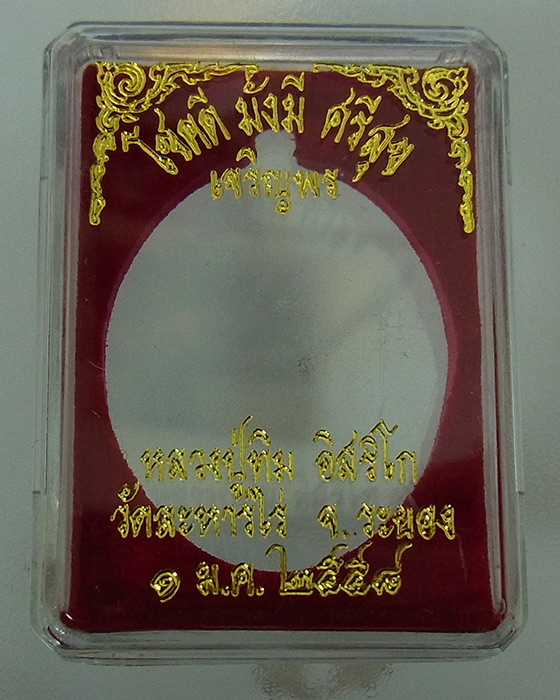 โชคดี มั่งมี ศรีสุข
เจริญพร
หลวงปู่ทิม อิสริโก
วัดละหารไร่ จ.ระยอง
๑ ม.ค. ๒๕๕๘